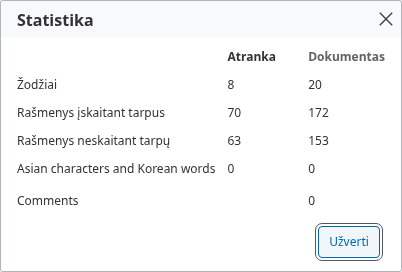 Statistika
Atranka Dokumentas
Žodžiai 8 20
Rašmenys įskaitant tarpus 70 172
Rašmenys neskaitant tarpų 63 153
Asian characters and Korean words 0 0
Comments 0
Užverti